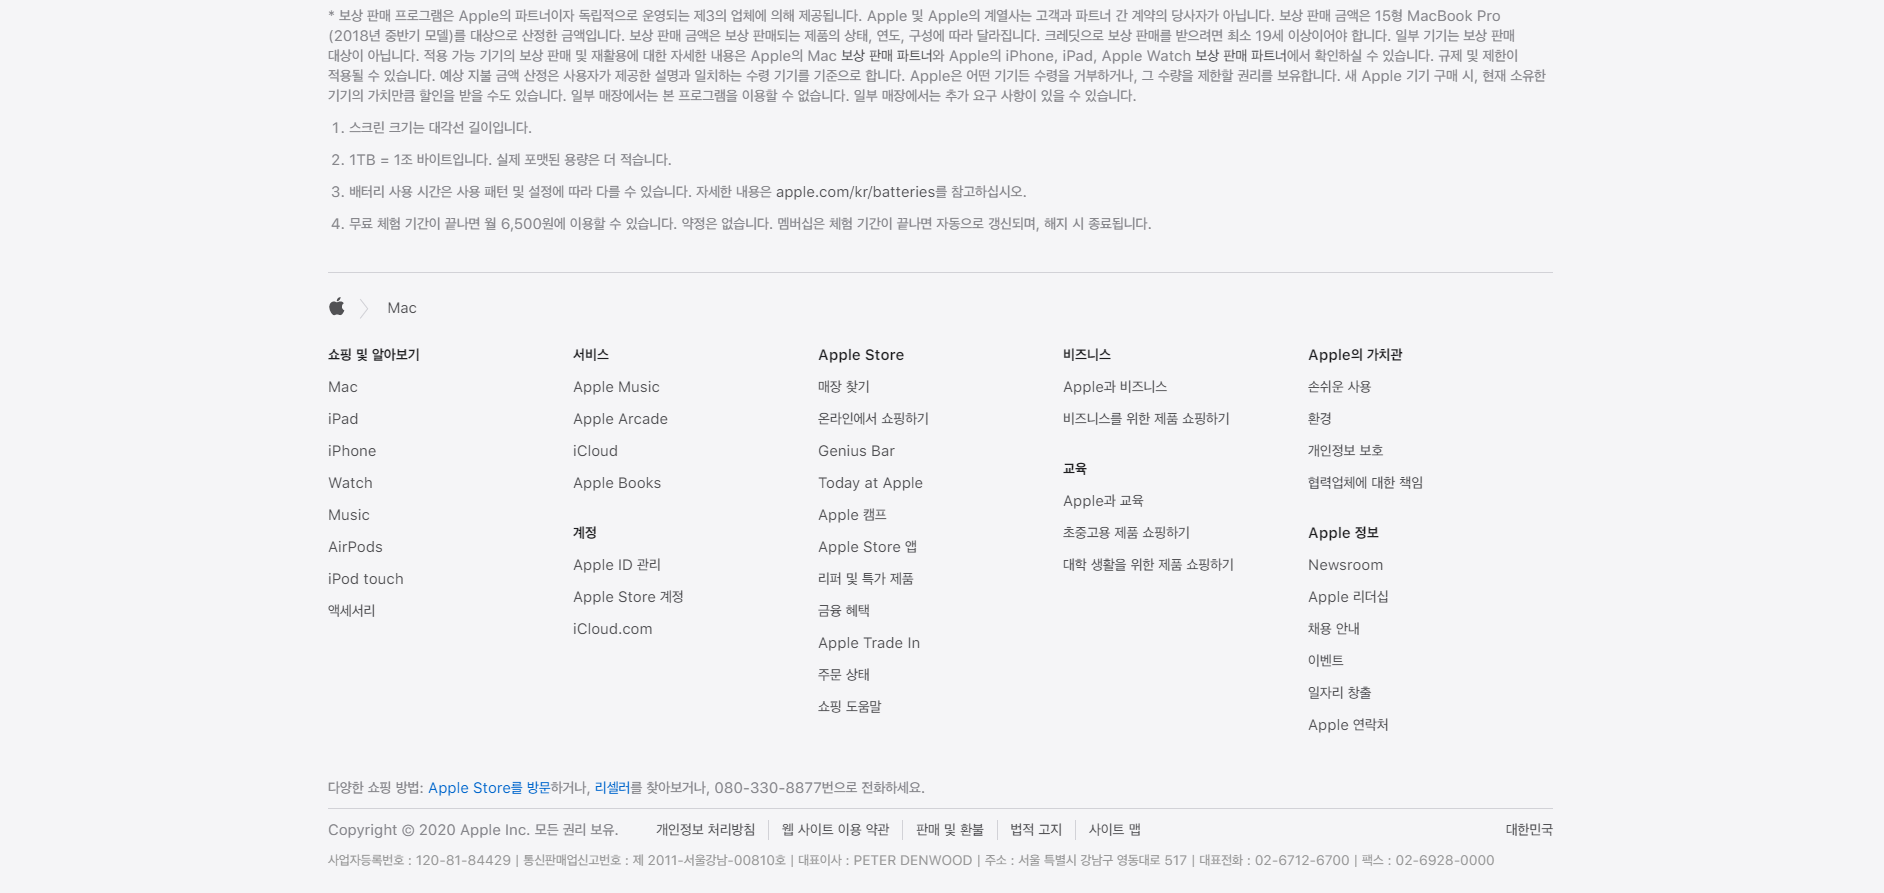 * 보상 판매 프로그램은 Apple의 파트너이자 독립적으로 운영되는 제3의 업체에 의해 제공됩니다. Apple 및 Apple의 계열사는 고객과 파트너 간 계약의 당사자가 아닙니다. 보상 판매 금액은 15형 MacBook Pro
(2018년 중반기 모델)를 대상으로 산정한 금액입니다. 보상 판매 금액은 보상 판매되는 제품의 상태, 연도, 구성에 따라 달라집니다. 크레딧으로 보상 판매를 받으려면 최소 19세 이상이어야 합니다. 일부 기기는 보상 판매
대상이 아닙니다. 적용 가능 기기의 보상 판매 및 재활용에 대한 자세한 내용은 Apple의 Mac 보상 판매 파트너와 Apple의 iPhone, iPad, Apple Watch 보상 판매 파트너에서 확인하실 수 있습니다. 규제 및 제한이
적용될 수 있습니다. 예상 지불 금액 산정은 사용자가 제공한 설명과 일치하는 수령 기기를 기준으로 합니다. Apple은 어떤 기기든 수령을 거부하거나, 그 수량을 제한할 권리를 보유합니다. 새 Apple 기기 구매 시, 현재 소유한
기기의 가치만큼 할인을 받을 수도 있습니다. 일부 매장에서는 본 프로그램을 이용할 수 없습니다. 일부 매장에서는 추가 요구 사항이 있을 수 있습니다.
1. 스크린 크기는 대각선 길이입니다.
2. 1TB = 1조 바이트입니다. 실제 포맷된 용량은 더 적습니다.
3. 배터리 사용 시간은 사용 패턴 및 설정에 따라 다를 수 있습니다. 자세한 내용은 apple.com/kr/batteries를 참고하십시오.
4. 무료 체험 기간이 끝나면 월 6,500원에 이용할 수 있습니다. 약정은 없습니다. 멤버십은 체험 기간이 끝나면 자동으로 갱신되며, 해지 시 종료됩니다.
Mac
쇼핑 및 알아보기
Mac
iPad
iPhone
Watch
Music
AirPods
iPod touch
액세서리
서비스
Apple Music
Apple Arcade
iCloud
Apple Books
계정
Apple ID 관리
Apple Store 계정
iCloud.com
Apple Store
매장 찾기
온라인에서 쇼핑하기
Genius Bar
Today at Apple
Apple 캠프
Apple Store 앱
리퍼 및 특가 제품
금융 혜택
Apple Trade In
주문 상태
쇼핑 도움말
비즈니스
Apple과 비즈니스
비즈니스를 위한 제품 쇼핑하기
교육
Apple과 교육
초중고용 제품 쇼핑하기
대학 생활을 위한 제품 쇼핑하기
Apple의 가치관
손쉬운 사용
환경
개인정보 보호
협력업체에 대한 책임
Apple 정보
Newsroom
Apple 리더십
채용 안내
이벤트
일자리 창출
Apple 연락처
다양한 쇼핑 방법: Apple Store를 방문하거나, 리셀러를 찾아보거나, 080-330-8877번으로 전화하세요.
Copyright © 2020 Apple Inc. 모든 권리 보유. 개인정보 처리방침 | 웹 사이트 이용 약관 | 판매 및 환불 | 법적 고지 | 사이트 맵 대한민국
사업자등록번호 : 120-81-84429 | 통신판매업신고번호 : 제 2011-서울강남-00810호 | 대표이사 : PETER DENWOOD | 주소 : 서울 특별시 강남구 영동대로 517 | 대표전화 : 02-6712-6700 | 팩스 : 02-6928-0000